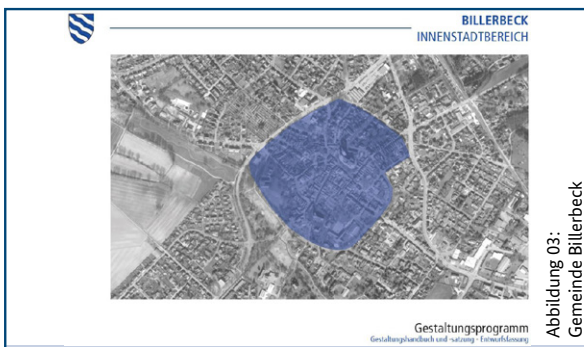 BILLERBECK
INNENSTADTBEREICH
Gestaltungsprogramm
Gestaltungshandbuch und -satzung - Entwurfsfassung
Abbildung 03:
Gemeinde Billerbeck